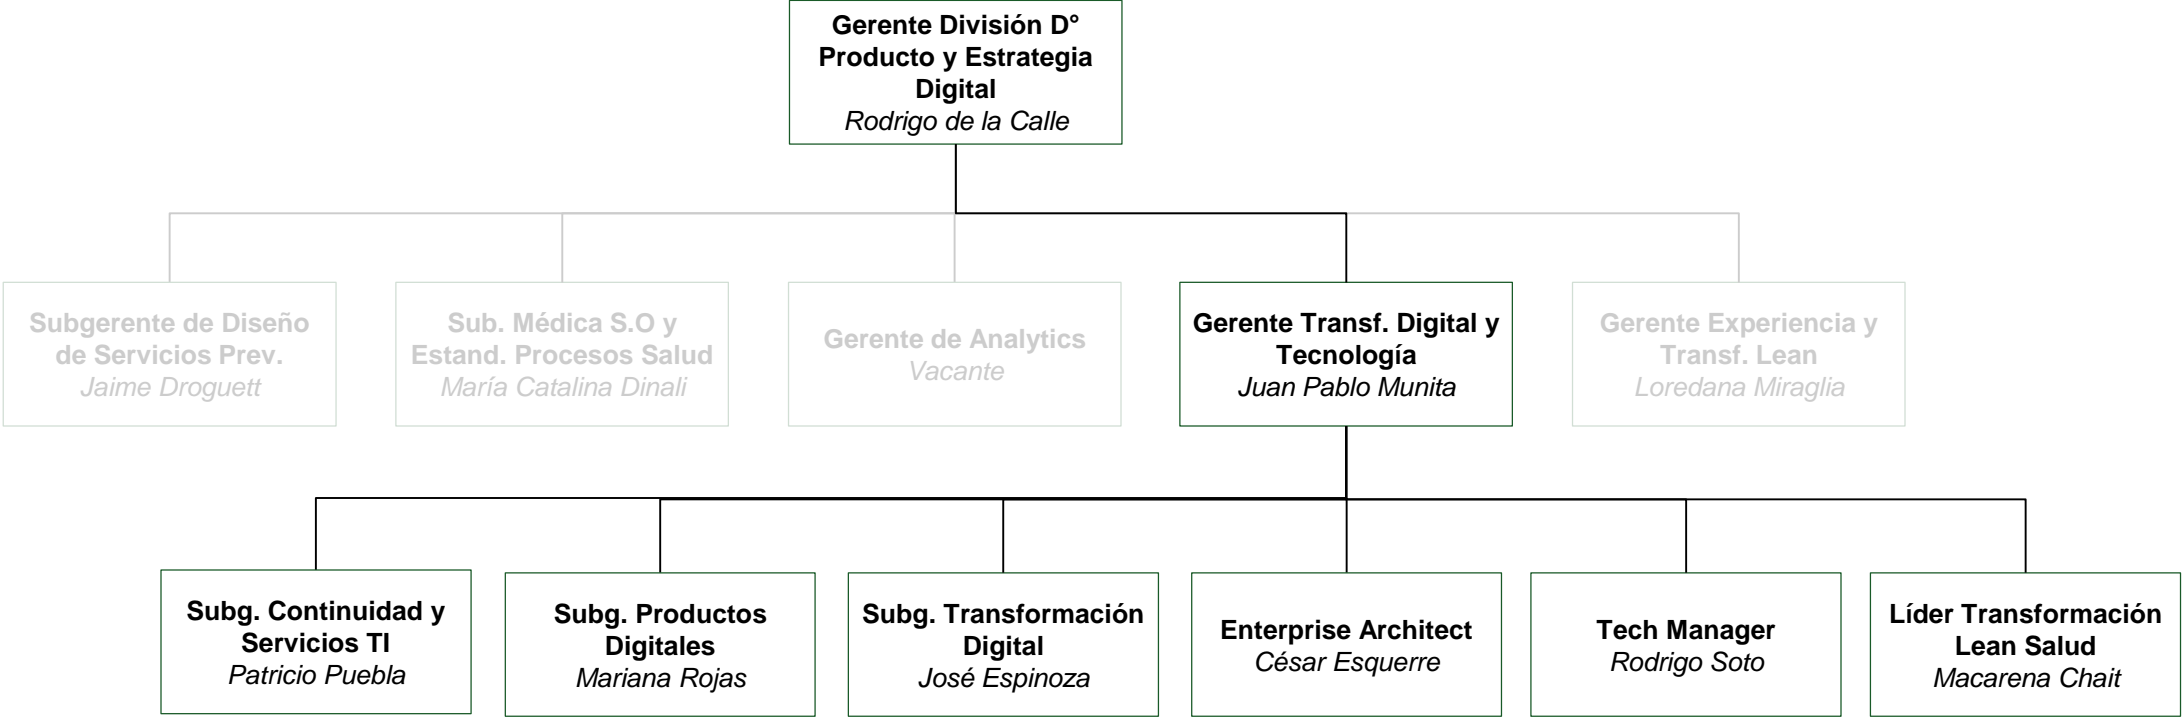 Gerente División D°
Producto y Estrategia
Digital
Rodrigo de la Calle
Subgerente de Diseño
de Servicios Prev.
Jaime Droguett
Sub. Médica S.O y
Estand. Procesos Salud
María Catalina Dinali
Gerente de Analytics
Vacante
Gerente Transf. Digital y
Tecnología
Juan Pablo Munita
Gerente Experiencia y
Transf. Lean
Loredana Miraglia
Subg. Continuidad y
Servicios TI
Patricio Puebla
Subg. Productos
Digitales
Mariana Rojas
Subg. Transformación
Digital
José Espinoza
Enterprise Architect
César Esquerre
Tech Manager
Rodrigo Soto
Líder Transformación
Lean Salud
Macarena Chait